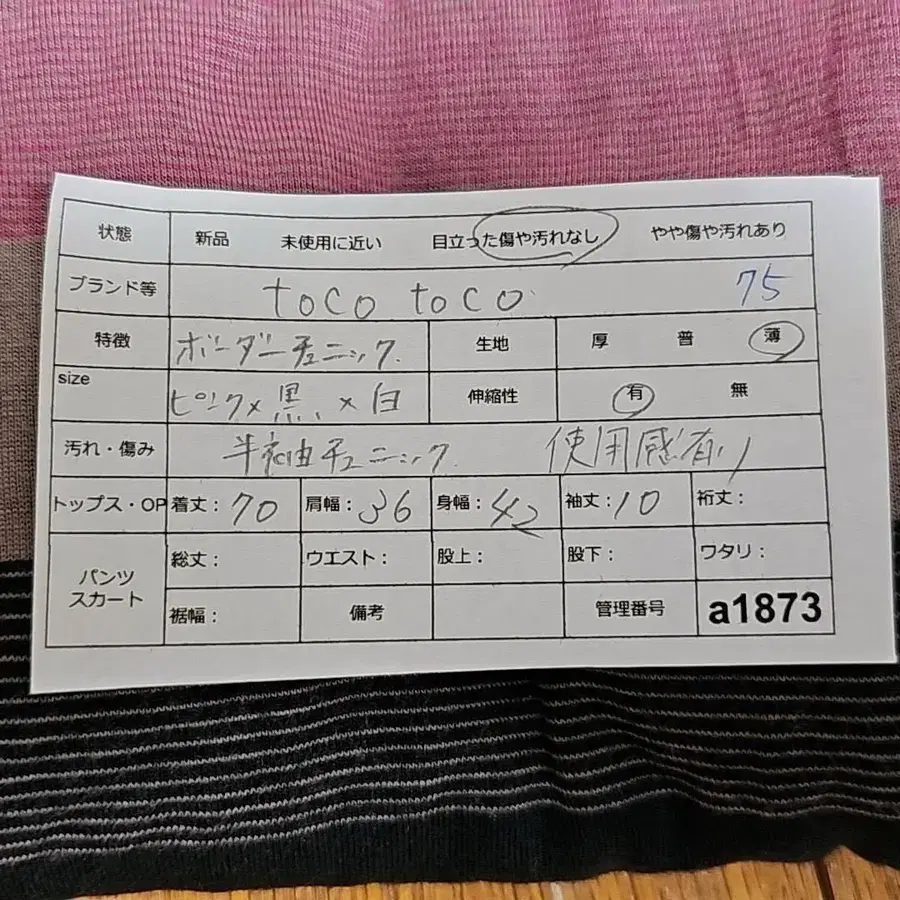 状態 新品 未使用に近い 目立った傷や汚れなし やや傷や汚れあり
ブランド等 toco toco 75
特徴 ボーダーチュニック 生地 厚 普 薄
size ピンク×黒×白 伸縮性 有 無
汚れ・傷み 半袖チュニック 使用感有り
トップス・OP 着丈：70 肩幅：36 身幅：42 袖丈：10 裄丈：
パンツ スカート 総丈： ウエスト： 股上： 股下： ワタリ：
裾幅： 備考 管理番号 a1873